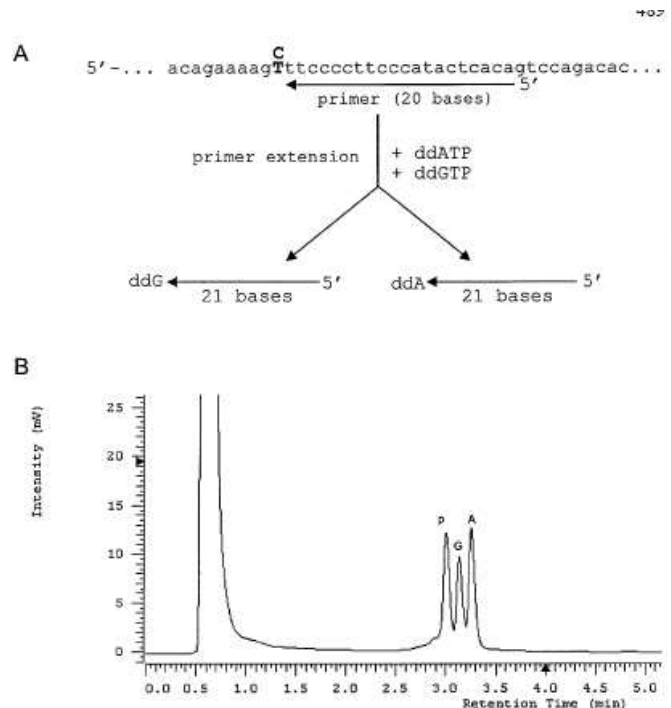 A
C
5'-... acagaaaagTttccccttcccatactcacagtccagacac...
5'
primer (20 bases)
primer extension
+ ddATP
+ ddGTP
ddG 5' ddA 5'
21 bases 21 bases
B
Intensity (mV)
25
20
15
10
5
0
P G A
0.0 0.5 1.0 1.5 2.0 2.5 3.0 3.5 4.0 4.5 5.0
Retention Time (min)